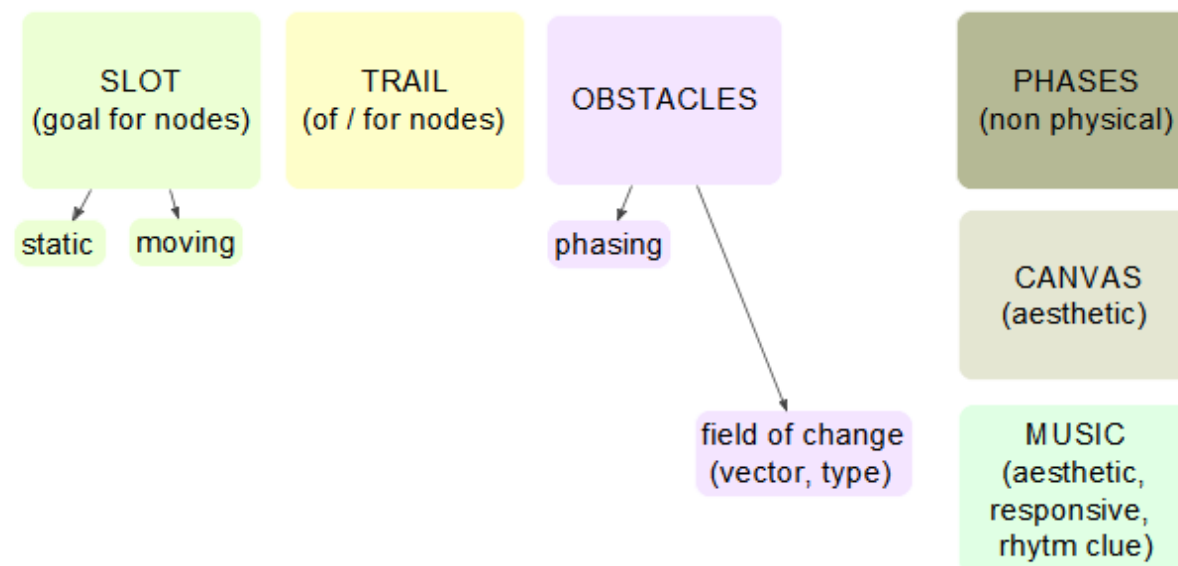 SLOT
(goal for nodes)
TRAIL
(of / for nodes)
OBSTACLES
PHASES
(non physical)
static
moving
phasing
CANVAS
(aesthetic)
field of change
(vector, type)
MUSIC
(aesthetic,
responsive,
rhytm clue)